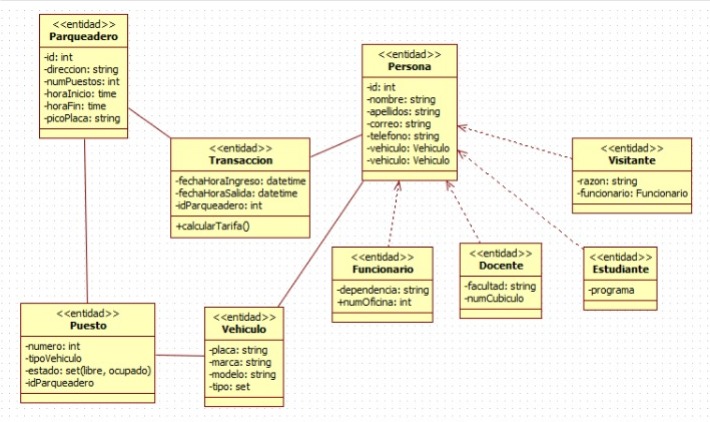 <<entidad>>
Parqueadero
-id: int
-direccion: string
-numPuestos: int
-horaInicio: time
-horaFin: time
-picoPlaca: string
<<entidad>>
Persona
-id: int
-nombre: string
-apellidos: string
-correo: string
-telefono: string
-vehiculo: Vehiculo
-vehiculo: Vehiculo
<<entidad>>
Transaccion
-fechaHoraIngreso: datetime
-fechaHoraSalida: datetime
-idParqueadero: int
+calcularTarifa()
<<entidad>>
Visitante
-razon: string
-funcionario: Funcionario
<<entidad>>
Funcionario
-dependencia: string
+numOficina: int
<<entidad>>
Docente
-facultad: string
-numCubiculo
<<entidad>>
Estudiante
-programa
<<entidad>>
Puesto
-numero: int
-tipoVehiculo
-estado: set(libre, ocupado)
-idParqueadero
<<entidad>>
Vehiculo
-placa: string
-marca: string
-modelo: string
-tipo: set